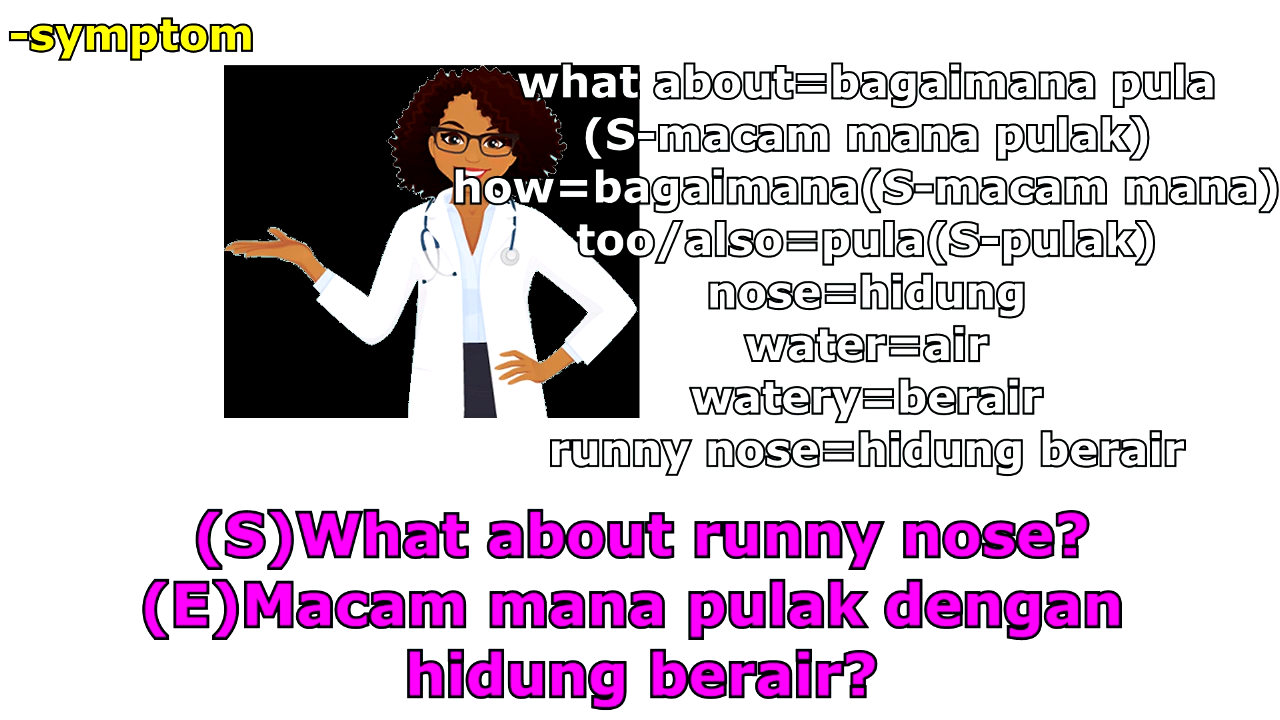 -symptom
what about=bagaimana pula
(S-macam mana pulak)
how=bagaimana(S-macam mana)
too/also=pula(S-pulak)
nose=hidung
water=air
watery=berair
runny nose=hidung berair
(S)What about runny nose?
(E)Macam mana pulak dengan
hidung berair?